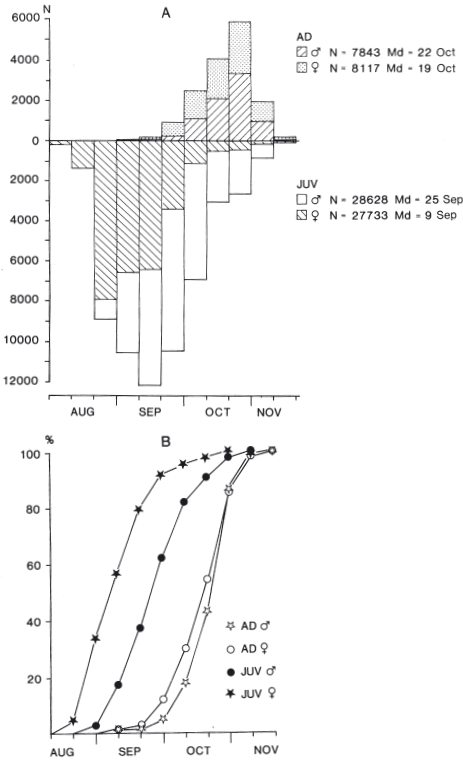 N
A
6000
4000
2000
0
2000
4000
6000
8000
10000
12000
AD
♂ N = 7843 Md = 22 Oct
♀ N = 8117 Md = 19 Oct
JUV
♂ N = 28628 Md = 25 Sep
♀ N = 27733 Md = 9 Sep
AUG SEP OCT NOV
%
B
100
80
60
40
20
AD ♂
AD ♀
JUV ♂
JUV ♀
AUG SEP OCT NOV